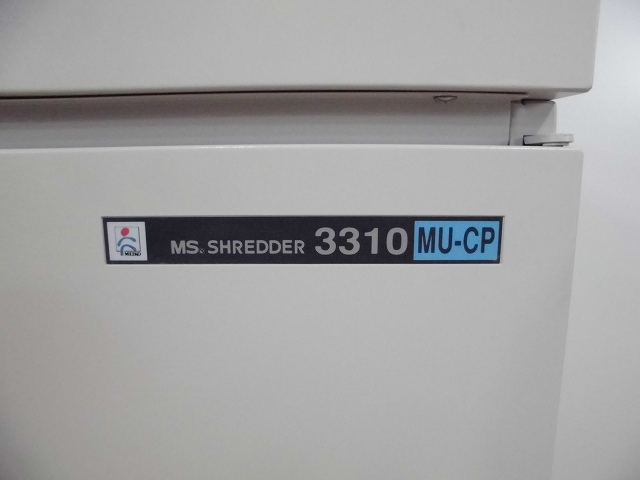 MS. SHREDDER 3310 MU-CP